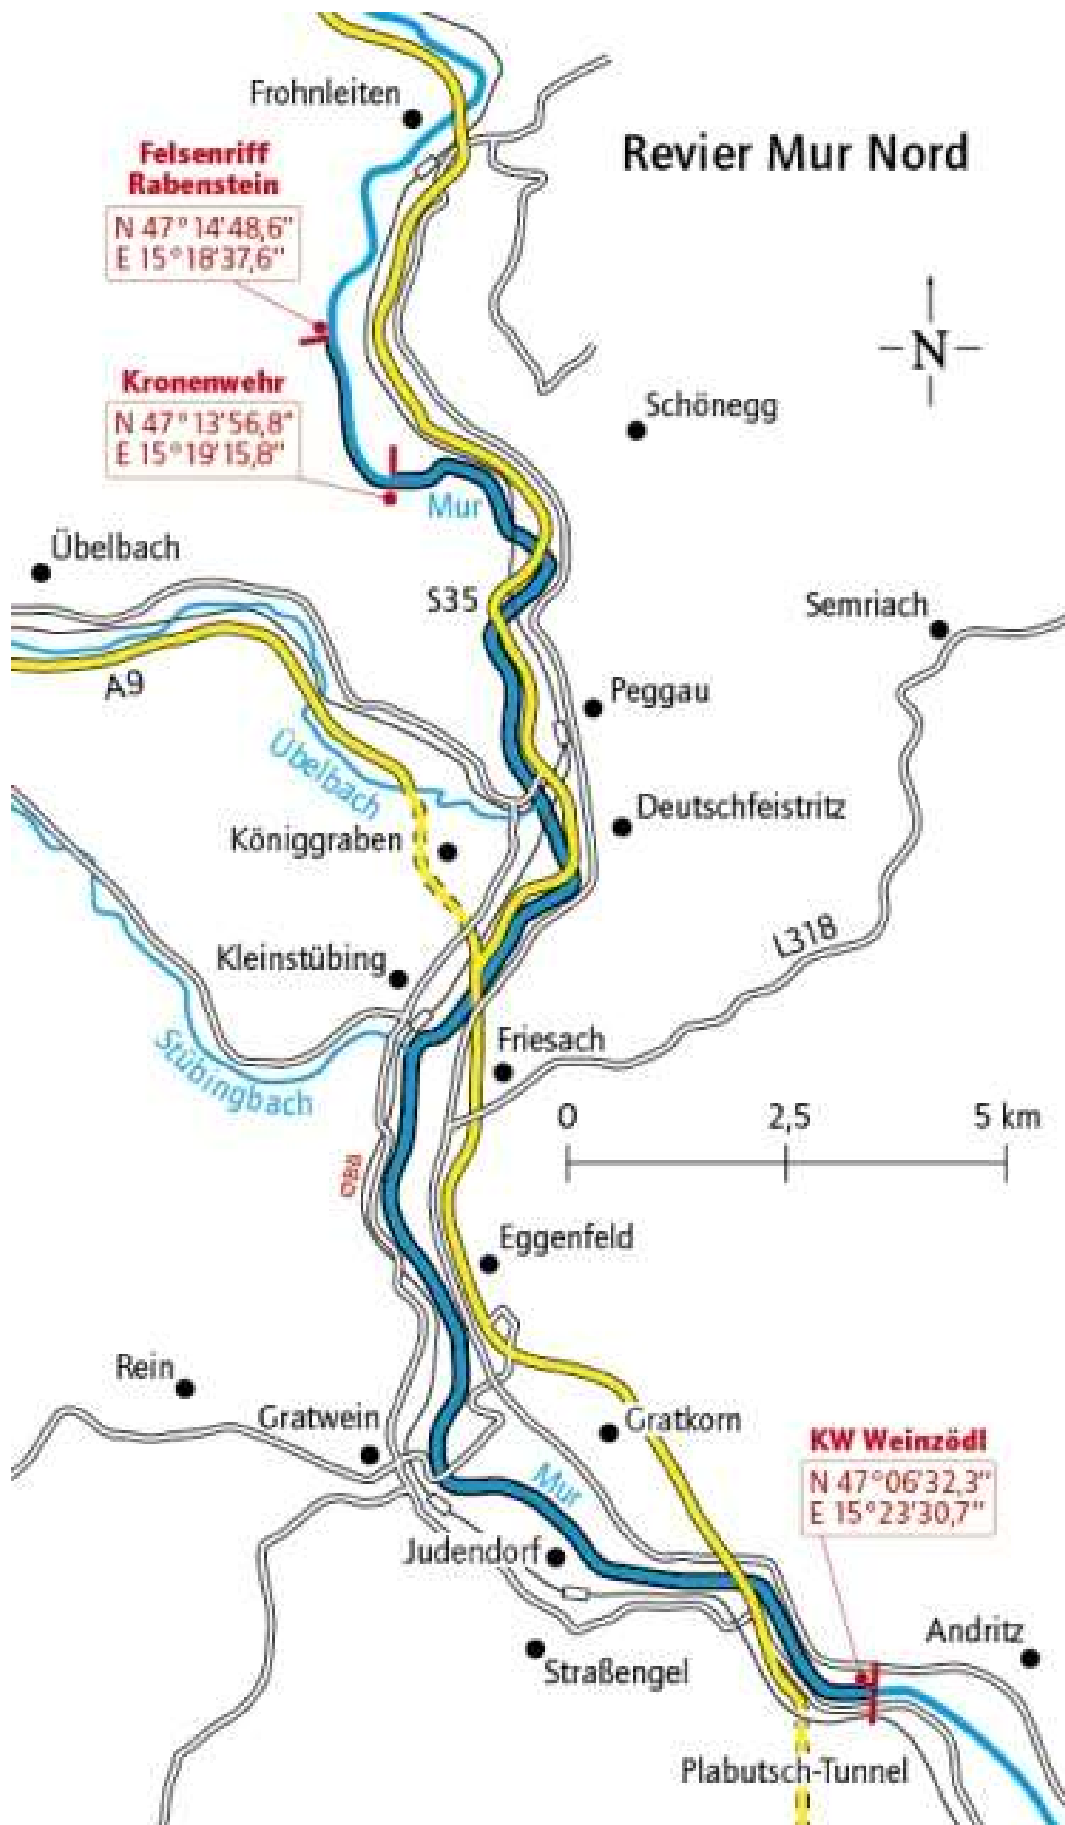 Frohnleiten
Revier Mur Nord
Felsenriff
Rabenstein
N 47°14'48,6"
E 15°18'37,6"
N
Kronenwehr
N 47°13'56,8"
E 15°19'15,8"
Schönegg
Mur
Übelbach
S35
Semriach
A9
Peggau
Übelbach
Deutschfeistritz
Königgraben
L318
Kleinstübing
Friesach
Stübingbach
0 2,5 5 km
ÖBB
Eggenfeld
Rein
Gratwein
Gratkorn
KW Weinzödl
N 47°06'32,3"
E 15°23'30,7"
Mur
Judendorf
Andritz
Straßengel
Plabutsch-Tunnel